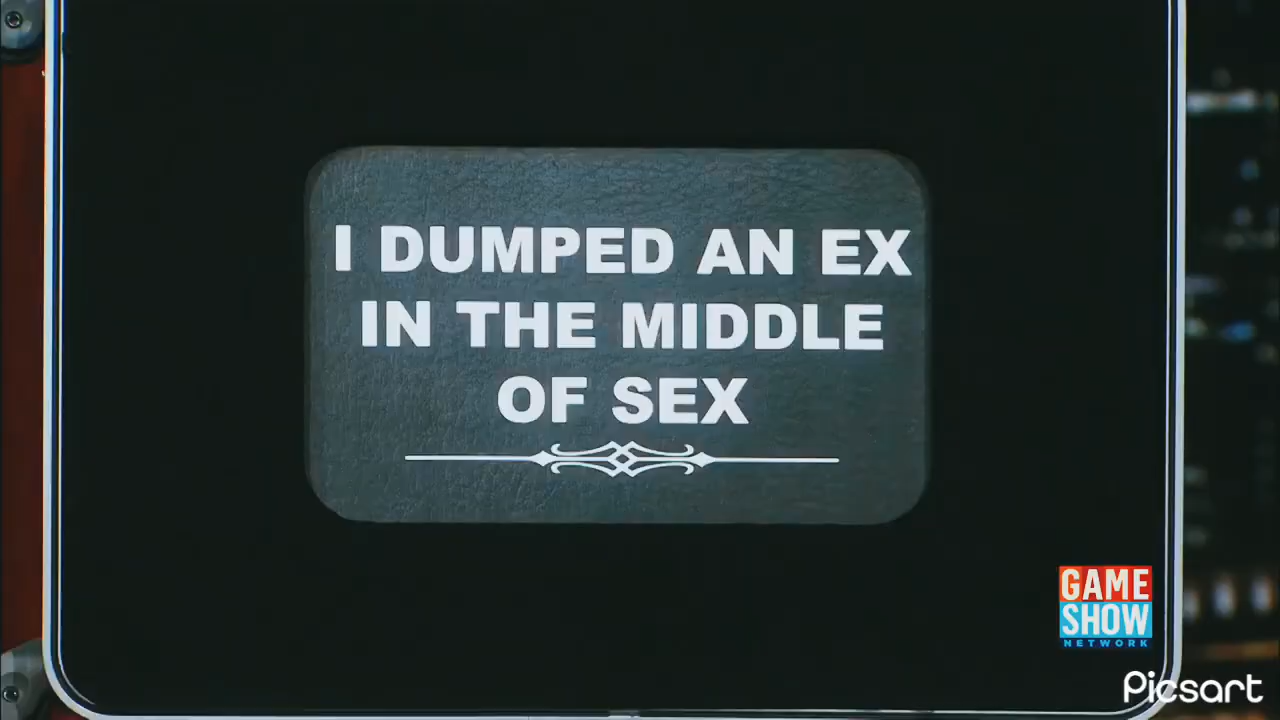 I DUMPED AN EX
IN THE MIDDLE
OF SEX
GAME
SHOW
NETWORK
Picsart